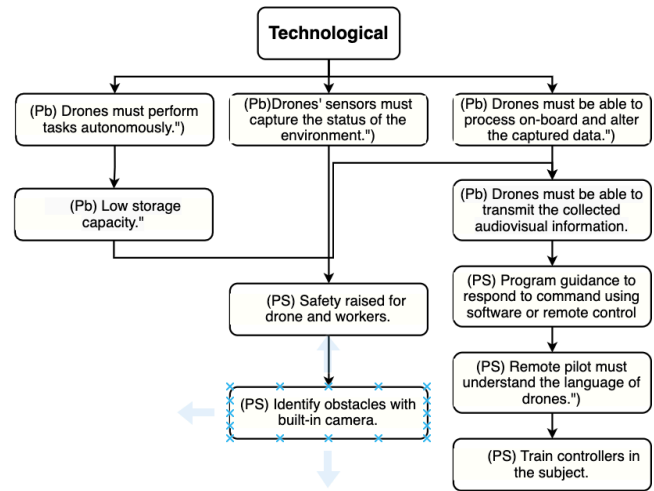 Technological
(Pb) Drones must perform
tasks autonomously.")
(Pb)Drones' sensors must
capture the status of the
environment.")
(Pb) Drones must be able to
process on-board and alter
the captured data.")
(Pb) Low storage
capacity."
(Pb) Drones must be able to
transmit the collected
audiovisual information.
(PS) Safety raised for
drone and workers.
(PS) Program guidance to
respond to command using
software or remote control
(PS) Identify obstacles with
built-in camera.
(PS) Remote pilot must
understand the language of
drones.")
(PS) Train controllers in
the subject.